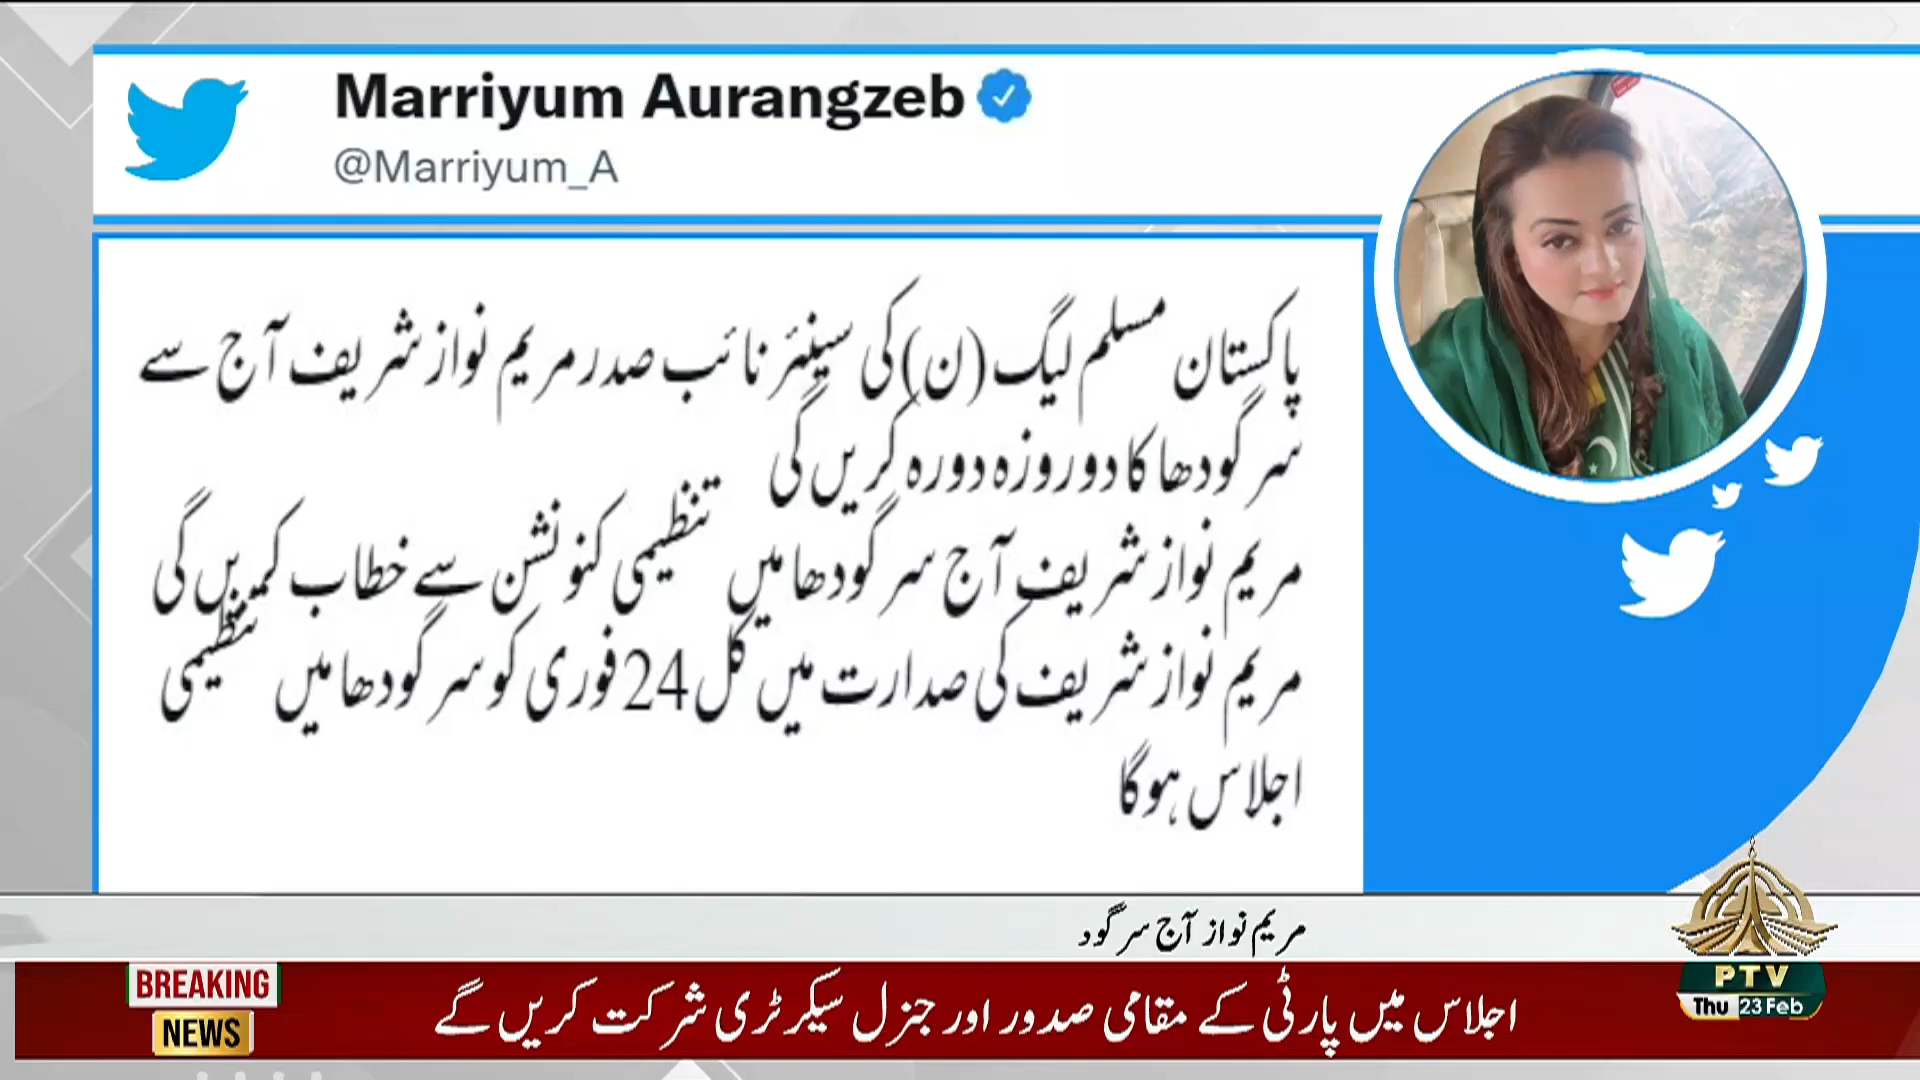 Marriyum Aurangzeb
@Marriyum_A
پاکستان مسلم لیگ (ن) کی سینئر نائب صدر مریم نواز شریف آج سے
سرگودھا کا دو روزہ دورہ کریں گی
مریم نواز شریف آج سرگودھا میں تنظیمی کنونشن سے خطاب کریں گی
مریم نواز شریف کی صدارت میں کل 24 فوری کو سرگودھا میں تنظیمی
اجلاس ہوگا
مریم نواز آج سرگود
BREAKING
NEWS
اجلاس میں پارٹی کے مقامی صدور اور جنرل سیکرٹری شرکت کریں گے
PTV
Thu 23 Feb